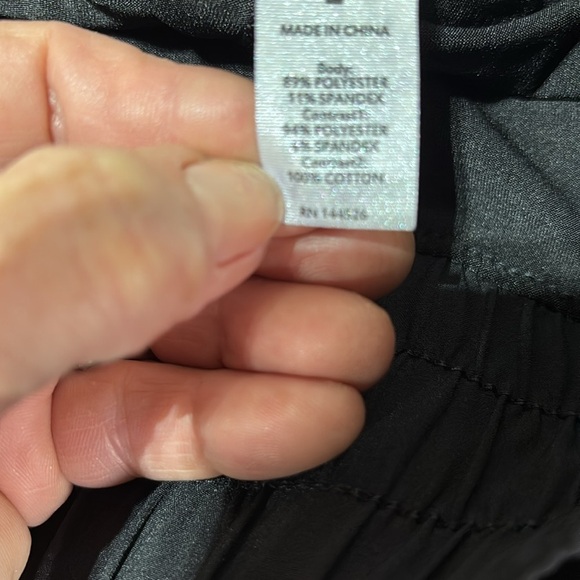 MADE IN CHINA
Body:
89% POLYESTER
11% SPANDEX
Contrast1:
94% POLYESTER
6% SPANDEX
Contrast2:
100% COTTON
RN 144526